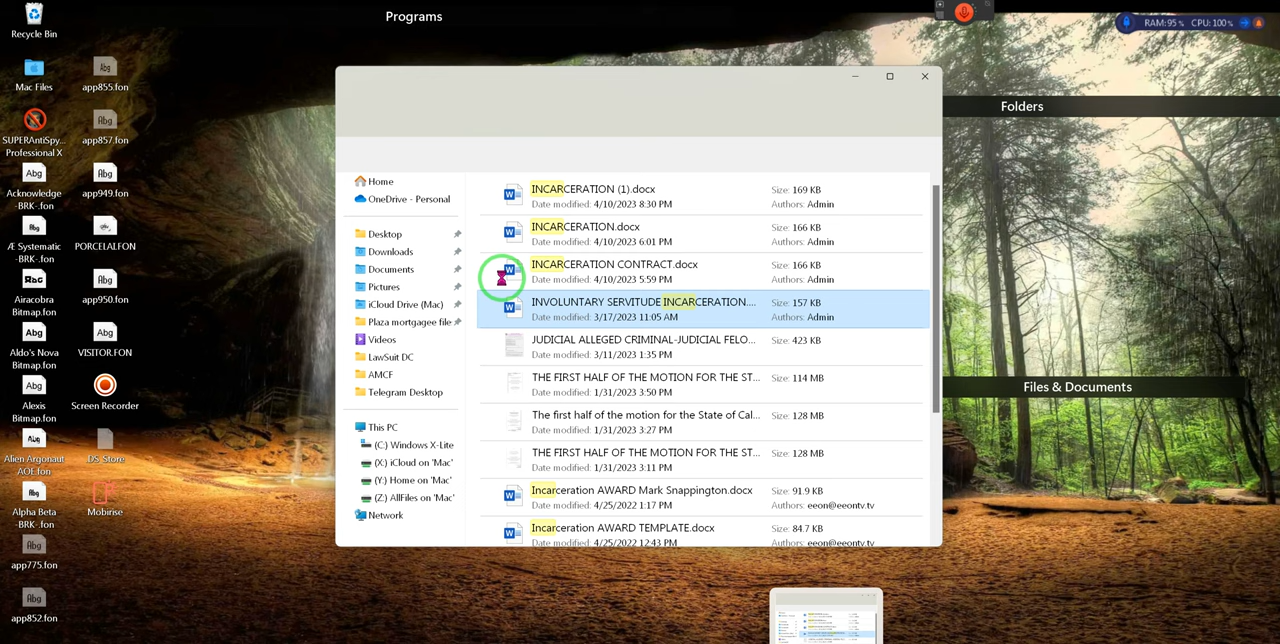 Programs
RAM: 95% CPU: 100%
Recycle Bin
Mac Files
app855.fon
SUPERAntiSpy...
Professional X
app857.fon
Acknowledge
-BRK-.fon
app949.fon
Æ Systematic
-BRK-.fon
PORCELAI.FON
Airacobra
Bitmap.fon
app950.fon
Aldo's Nova
Bitmap.fon
VISITOR.FON
Alexis
Bitmap.fon
Screen Recorder
Alien Argonaut
AOE.fon
DS_Store
Alpha Beta
-BRK-.fon
Mobirise
app775.fon
app852.fon
Home
OneDrive - Personal
Desktop
Downloads
Documents
Pictures
iCloud Drive (Mac)
Plaza mortgagee file
Videos
LawSuit DC
AMCF
Telegram Desktop
This PC
(C:) Windows X-Lite
(X:) iCloud on 'Mac'
(Y:) Home on 'Mac'
(Z:) AllFiles on 'Mac'
Network
INCARCERATION (1).docx
Size: 169 KB
Date modified: 4/10/2023 8:30 PM
Authors: Admin
INCARCERATION.docx
Size: 166 KB
Date modified: 4/10/2023 6:01 PM
Authors: Admin
INCARCERATION CONTRACT.docx
Size: 166 KB
Date modified: 4/10/2023 5:59 PM
Authors: Admin
INVOLUNTARY SERVITUDE INCARCERATION....
Size: 157 KB
Date modified: 3/17/2023 11:05 AM
Authors: Admin
JUDICIAL ALLEGED CRIMINAL-JUDICIAL FELO...
Size: 423 KB
Date modified: 3/11/2023 1:35 PM
THE FIRST HALF OF THE MOTION FOR THE ST...
Size: 114 MB
Date modified: 1/31/2023 3:50 PM
The first half of the motion for the State of Cal...
Size: 128 MB
Date modified: 1/31/2023 3:27 PM
THE FIRST HALF OF THE MOTION FOR THE ST...
Size: 128 MB
Date modified: 1/31/2023 3:11 PM
Incarceration AWARD Mark Snappington.docx
Size: 91.9 KB
Date modified: 4/25/2022 1:17 PM
Authors: eeon@eeontv.tv
Incarceration AWARD TEMPLATE.docx
Size: 84.7 KB
Date modified: 4/25/2022 12:43 PM
Authors: eeon@eeontv.tv
Folders
Files & Documents